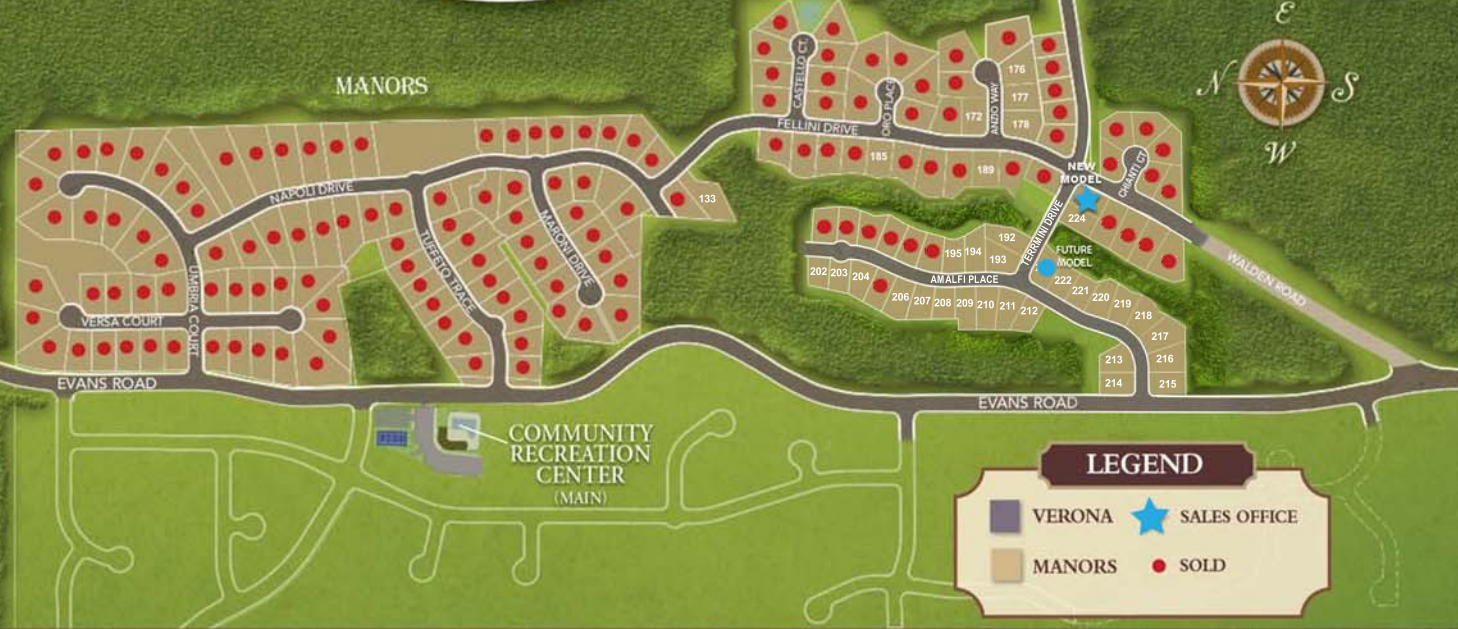 MANORS
E
N
S
W
CASTELLO CT.
ORO PLACE
ANZIO WAY
176
177
172
178
FELLINI DRIVE
185
189
NEW
MODEL
CHIANTI CT
224
NAPOLI DRIVE
133
MARONI DRIVE
TUFFETO TRACE
UMBRIA COURT
VERSA COURT
192
195 194
193
TERRMINI DRIVE
FUTURE
MODEL
WALDEN ROAD
202 203 204
AMALFI PLACE
222
221
220
219
218
206 207 208 209 210 211 212
217
213
216
214
215
EVANS ROAD
EVANS ROAD
COMMUNITY
RECREATION
CENTER
(MAIN)
LEGEND
VERONA
SALES OFFICE
MANORS
SOLD